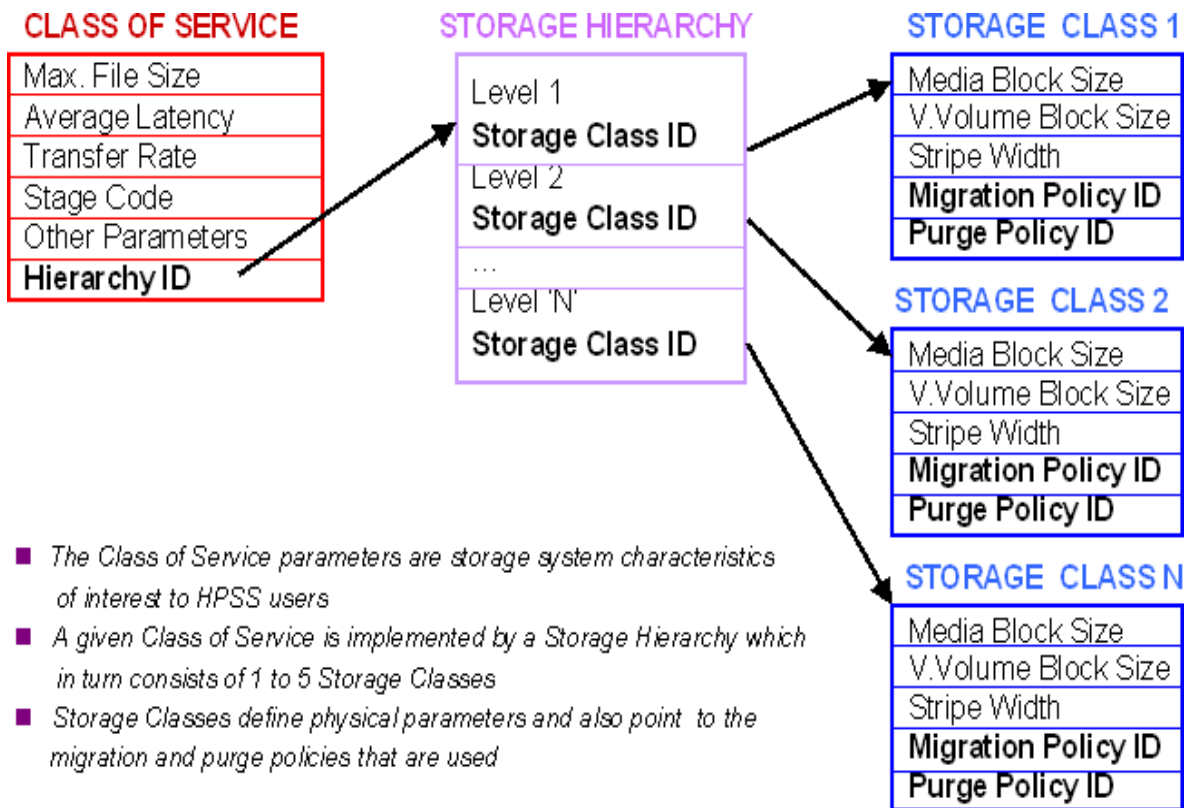 CLASS OF SERVICE
Max. File Size
Average Latency
Transfer Rate
Stage Code
Other Parameters
Hierarchy ID
STORAGE HIERARCHY
Level 1
Storage Class ID
Level 2
Storage Class ID
...
Level 'N'
Storage Class ID
STORAGE CLASS 1
Media Block Size
V.Volume Block Size
Stripe Width
Migration Policy ID
Purge Policy ID
STORAGE CLASS 2
Media Block Size
V.Volume Block Size
Stripe Width
Migration Policy ID
Purge Policy ID
STORAGE CLASS N
Media Block Size
V.Volume Block Size
Stripe Width
Migration Policy ID
Purge Policy ID
The Class of Service parameters are storage system characteristics
of interest to HPSS users
A given Class of Service is implemented by a Storage Hierarchy which
in turn consists of 1 to 5 Storage Classes
Storage Classes define physical parameters and also point to the
migration and purge policies that are used